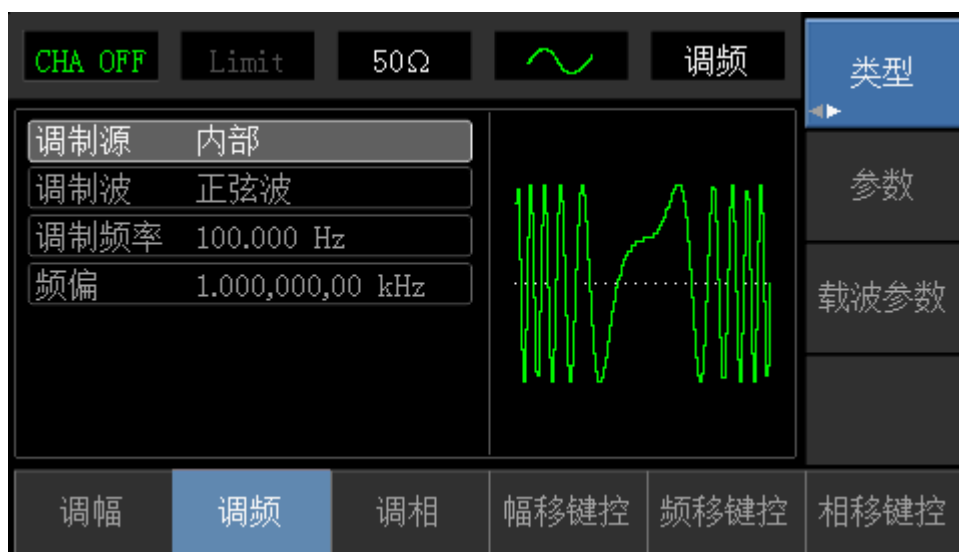 CHA OFF Limit 50Ω 调频 类型
调制源 内部
调制波 正弦波 参数
调制频率 100.000 Hz
频偏 1.000,000,00 kHz 载波参数
调幅 调频 调相 幅移键控 频移键控 相移键控